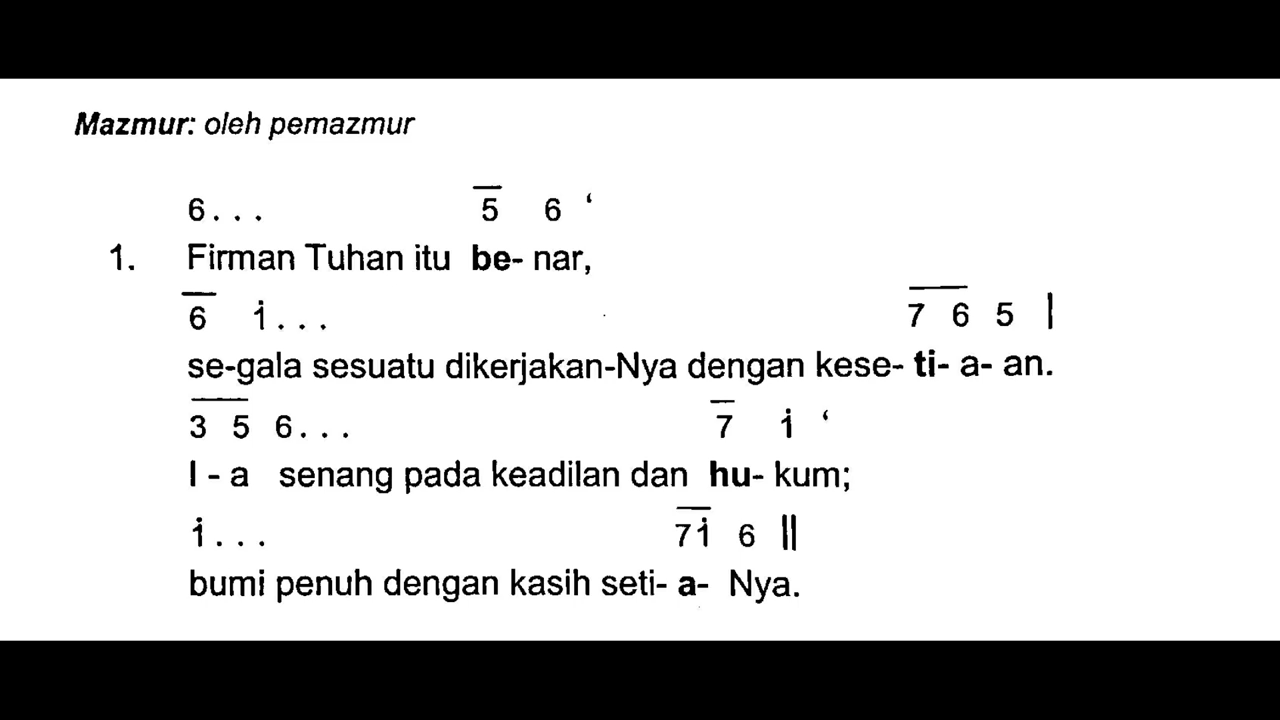 Mazmur: oleh pemazmur
6 . . . 5 6 ‘
1. Firman Tuhan itu be- nar,
6 i . . . 7 6 5 |
se-gala sesuatu dikerjakan-Nya dengan kese- ti- a- an.
3 5 6 . . . 7 i ‘
I - a senang pada keadilan dan hu- kum;
i . . . 7i 6 ||
bumi penuh dengan kasih seti- a- Nya.